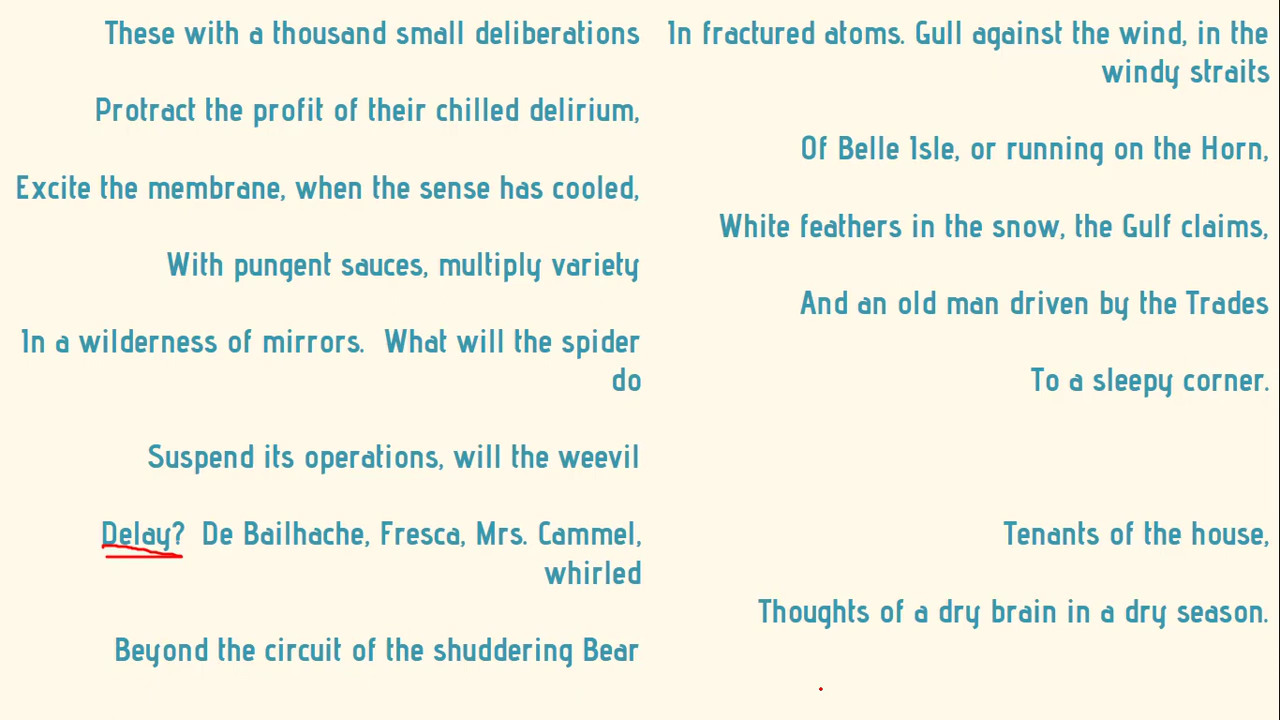 These with a thousand small deliberations
Protract the profit of their chilled delirium,
Excite the membrane, when the sense has cooled,
With pungent sauces, multiply variety
In a wilderness of mirrors.  What will the spider
do
Suspend its operations, will the weevil
Delay?  De Bailhache, Fresca, Mrs. Cammel,
whirled
Beyond the circuit of the shuddering Bear
In fractured atoms. Gull against the wind, in the
windy straits
Of Belle Isle, or running on the Horn,
White feathers in the snow, the Gulf claims,
And an old man driven by the Trades
To a sleepy corner.
Tenants of the house,
Thoughts of a dry brain in a dry season.